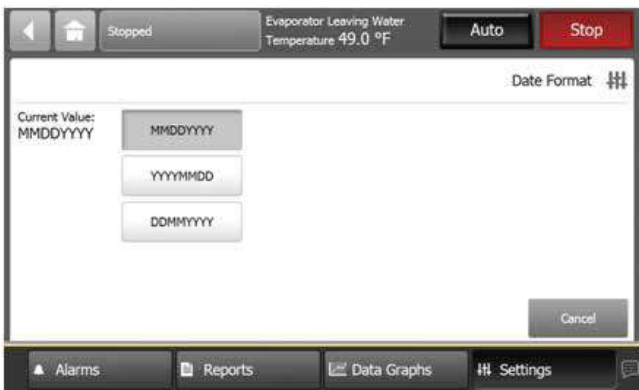 Stopped
Evaporator Leaving Water
Temperature 49.0 °F
Auto
Stop
Date Format
Current Value:
MMDDYYYY
MMDDYYYY
YYYYMMDD
DDMMYYYY
Cancel
Alarms
Reports
Data Graphs
Settings